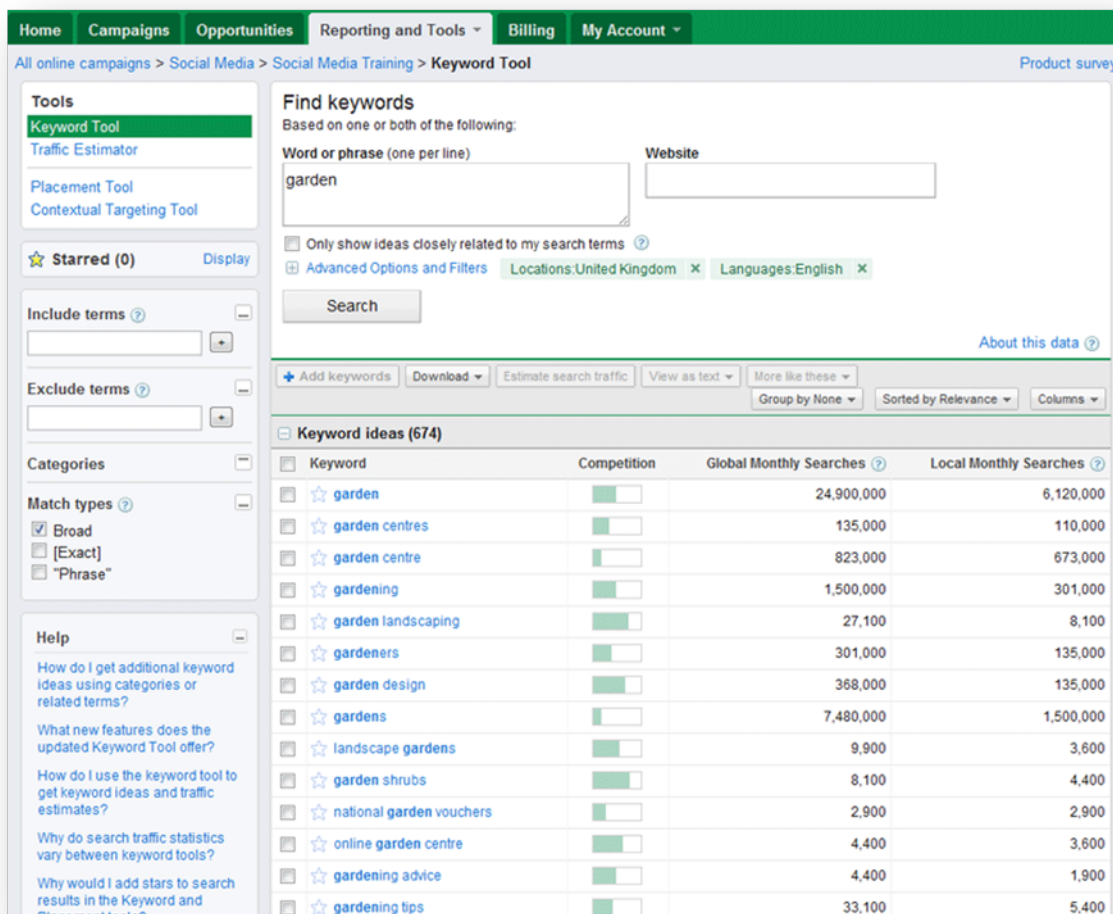 Home Campaigns Opportunities Reporting and Tools Billing My Account
All online campaigns > Social Media > Social Media Training > Keyword Tool Product survey
Tools
Keyword Tool
Traffic Estimator
Placement Tool
Contextual Targeting Tool
Starred (0) Display
Include terms ?
+
Exclude terms ?
+
Categories
Match types ?
Broad
[Exact]
"Phrase"
Help
How do I get additional keyword
ideas using categories or
related terms?
What new features does the
updated Keyword Tool offer?
How do I use the keyword tool to
get keyword ideas and traffic
estimates?
Why do search traffic statistics
vary between keyword tools?
Why would I add stars to search
results in the Keyword and
Find keywords
Based on one or both of the following:
Word or phrase (one per line) Website
garden
Only show ideas closely related to my search terms ?
Advanced Options and Filters Locations:United Kingdom × Languages:English ×
Search
About this data ?
+ Add keywords Download Estimate search traffic View as text More like these
Group by None Sorted by Relevance Columns
Keyword ideas (674)
Keyword Competition Global Monthly Searches ? Local Monthly Searches ?
garden 24,900,000 6,120,000
garden centres 135,000 110,000
garden centre 823,000 673,000
gardening 1,500,000 301,000
garden landscaping 27,100 8,100
gardeners 301,000 135,000
garden design 368,000 135,000
gardens 7,480,000 1,500,000
landscape gardens 9,900 3,600
garden shrubs 8,100 4,400
national garden vouchers 2,900 2,900
online garden centre 4,400 3,600
gardening advice 4,400 1,900
gardening tips 33,100 5,400